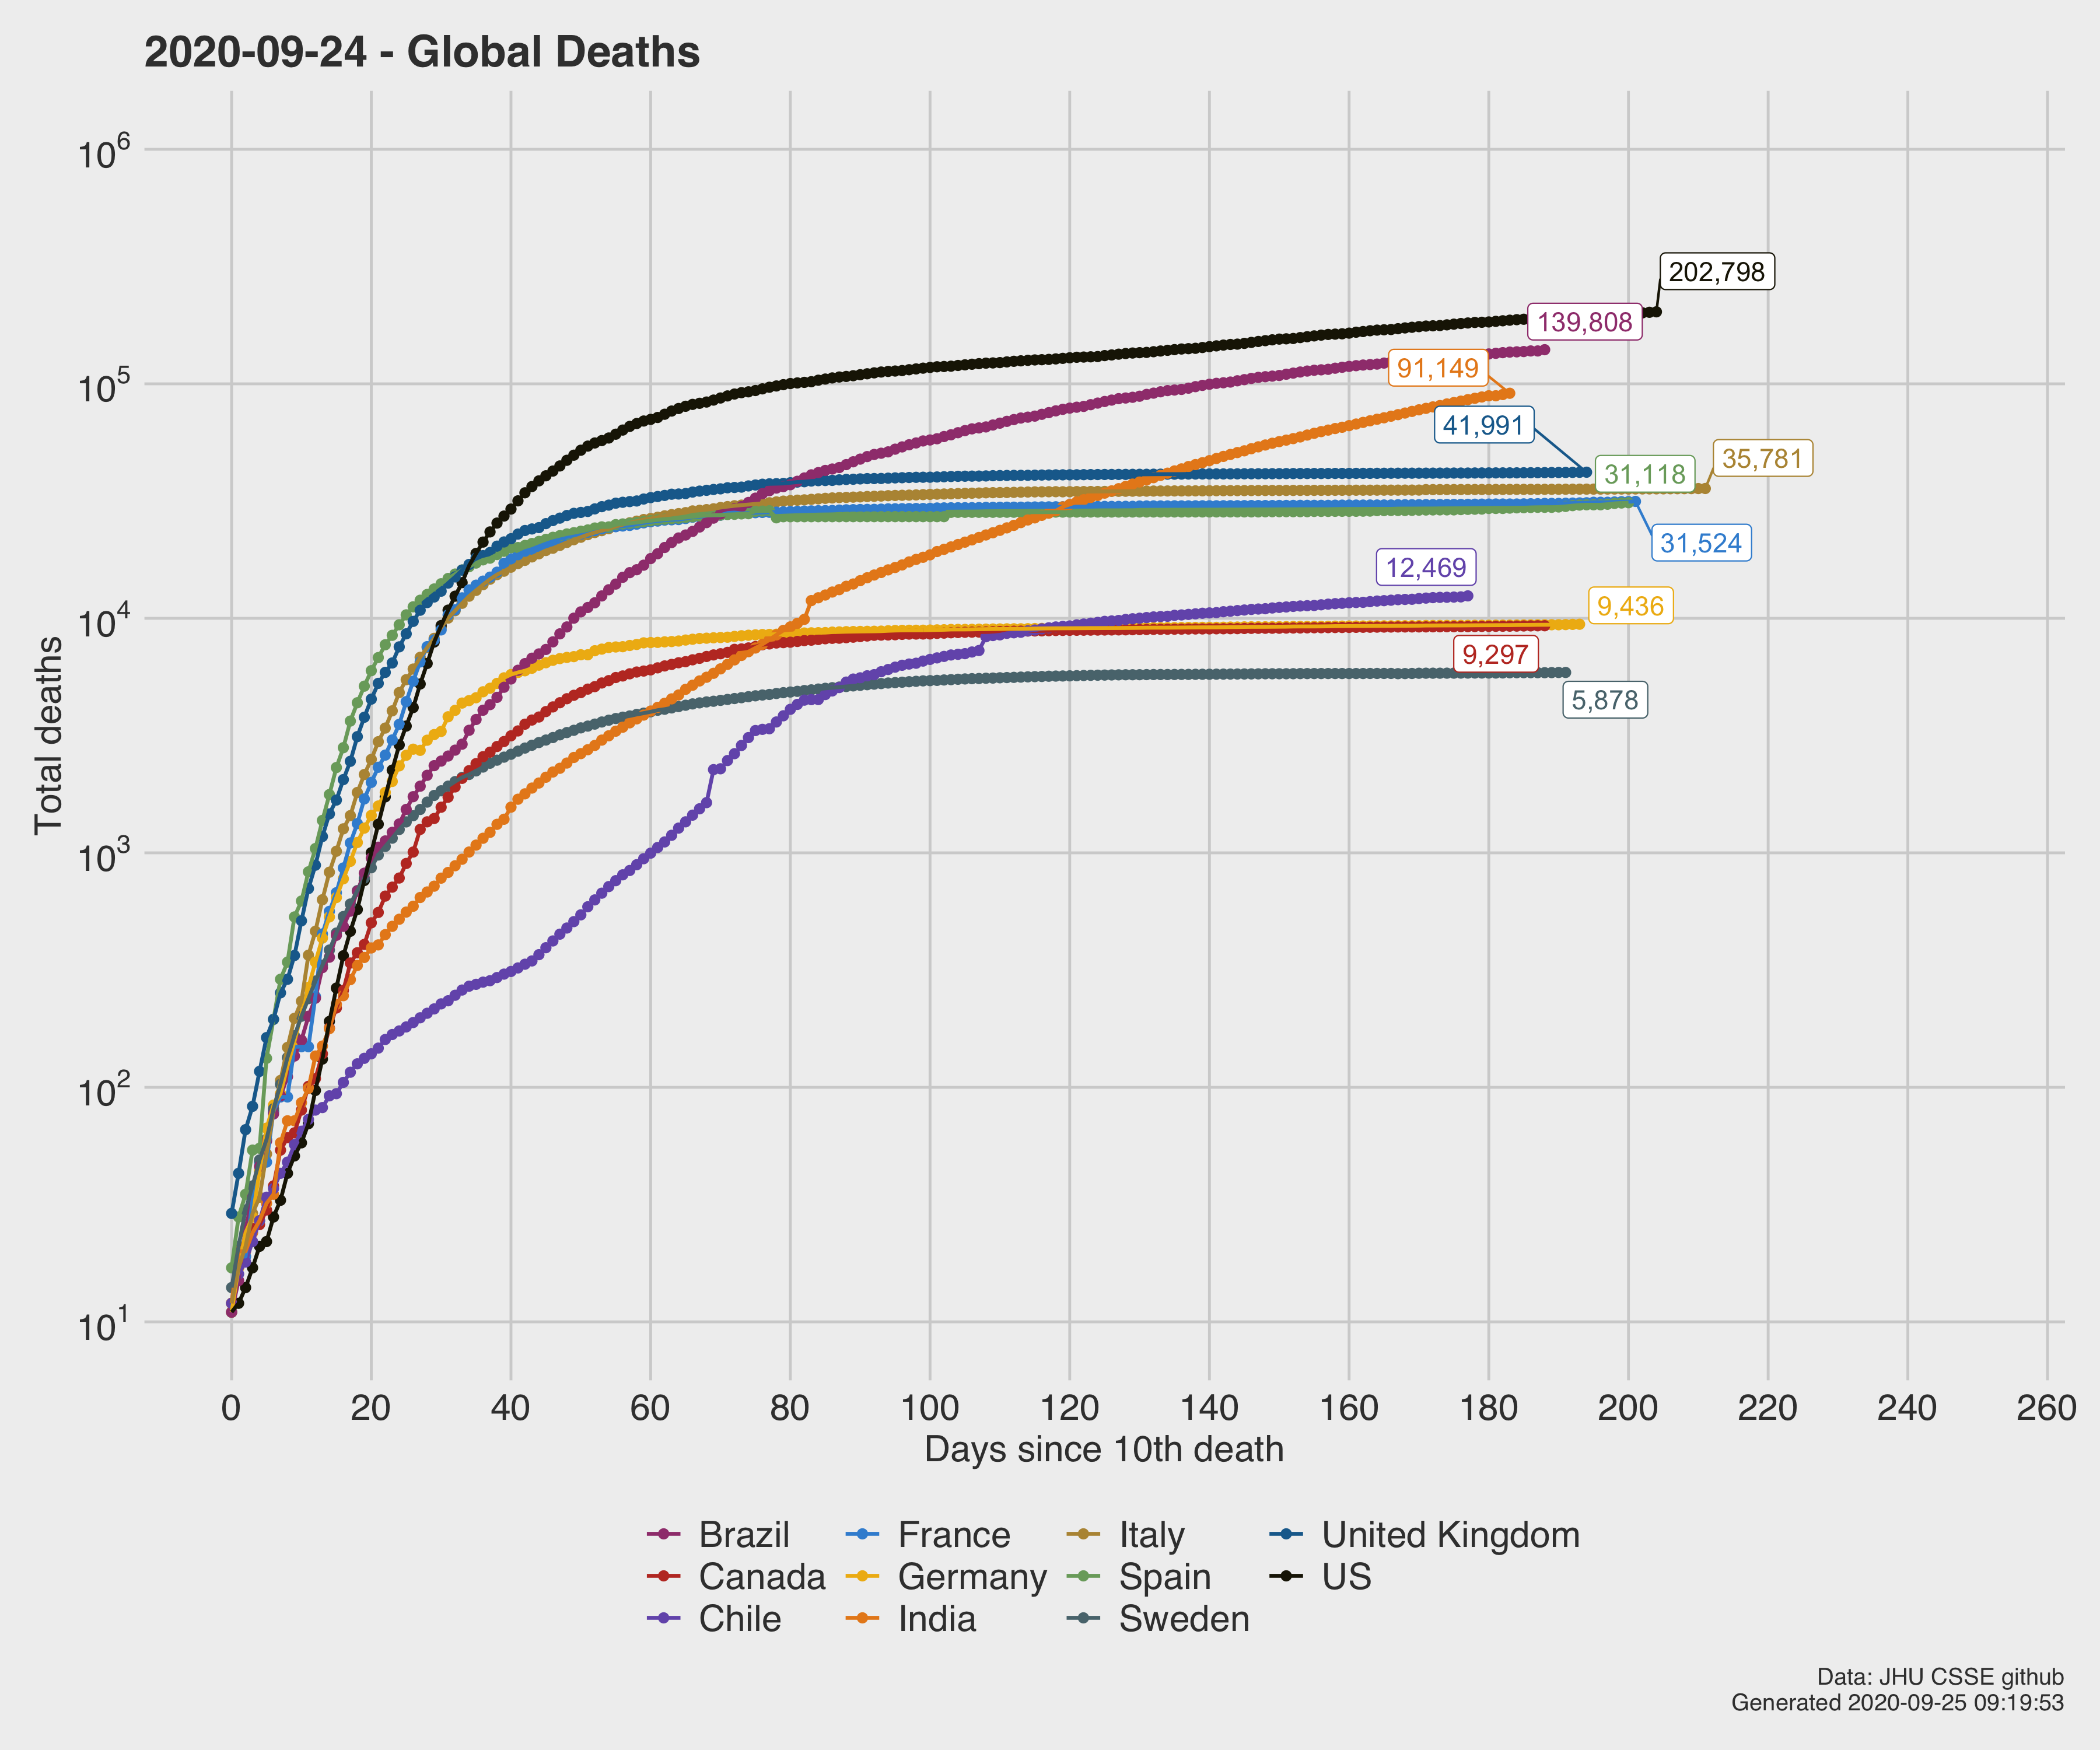 2020-09-24 - Global Deaths
Total deaths
10^6
10^5
10^4
10^3
10^2
10^1
202,798
139,808
91,149
41,991
35,781
31,118
31,524
12,469
9,436
9,297
5,878
0 20 40 60 80 100 120 140 160 180 200 220 240 260
Days since 10th death
Brazil France Italy United Kingdom
Canada Germany Spain US
Chile India Sweden
Data: JHU CSSE github
Generated 2020-09-25 09:19:53